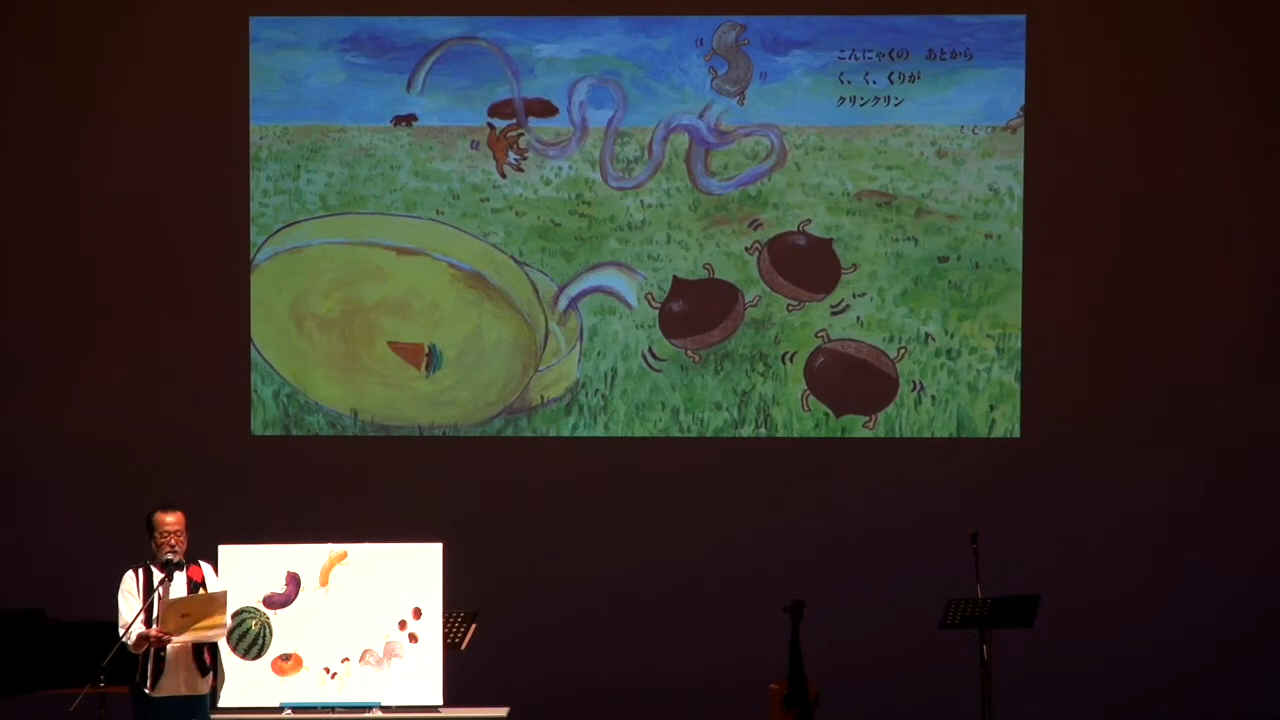 こんにゃくの　あとから
く、く、くりが
クリンクリン